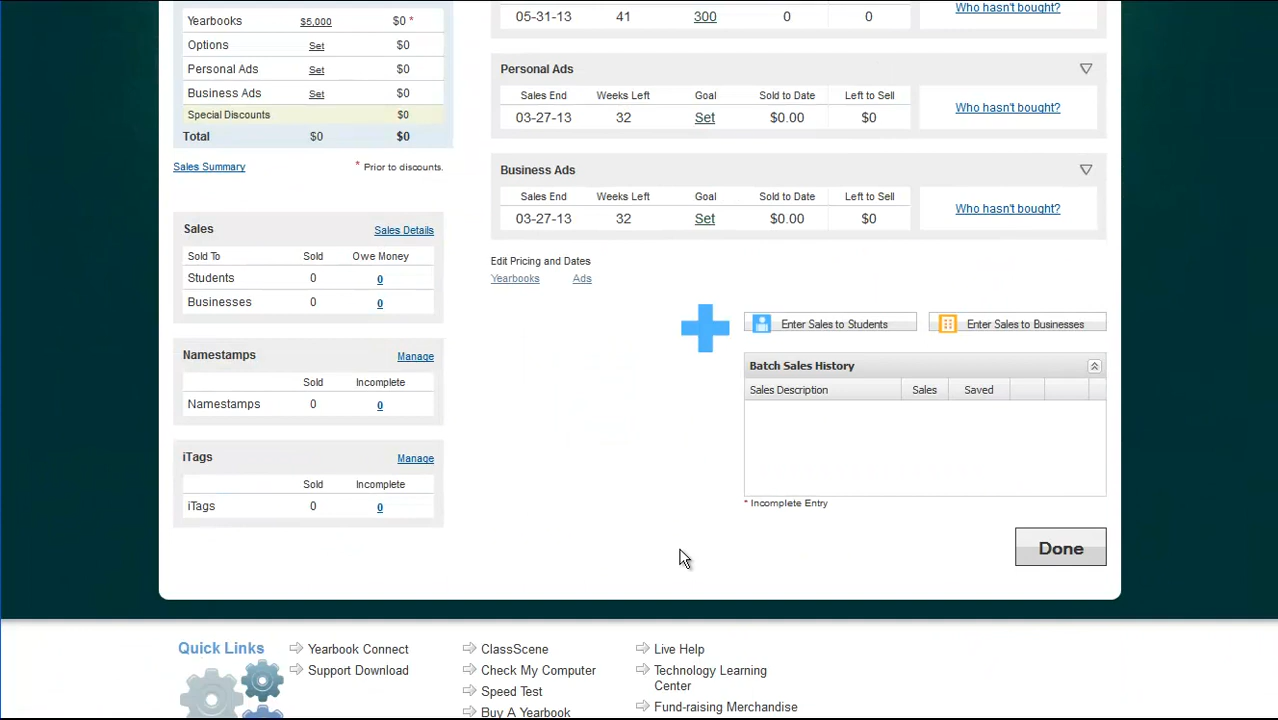 Yearbooks $5,000 $0 *
Options Set $0
Personal Ads Set $0
Business Ads Set $0
Special Discounts $0
Total $0 $0
Sales Summary * Prior to discounts.
Sales Sales Details
Sold To Sold Owe Money
Students 0 0
Businesses 0 0
Namestamps Manage
Sold Incomplete
Namestamps 0 0
iTags Manage
Sold Incomplete
iTags 0 0
05-31-13 41 300 0 0 Who hasn't bought?
Personal Ads
Sales End Weeks Left Goal Sold to Date Left to Sell
03-27-13 32 Set $0.00 $0 Who hasn't bought?
Business Ads
Sales End Weeks Left Goal Sold to Date Left to Sell
03-27-13 32 Set $0.00 $0 Who hasn't bought?
Edit Pricing and Dates
Yearbooks Ads
Enter Sales to Students Enter Sales to Businesses
Batch Sales History
Sales Description Sales Saved
* Incomplete Entry
Done
Quick Links
Yearbook Connect
Support Download
ClassScene
Check My Computer
Speed Test
Buy A Yearbook
Live Help
Technology Learning
Center
Fund-raising Merchandise